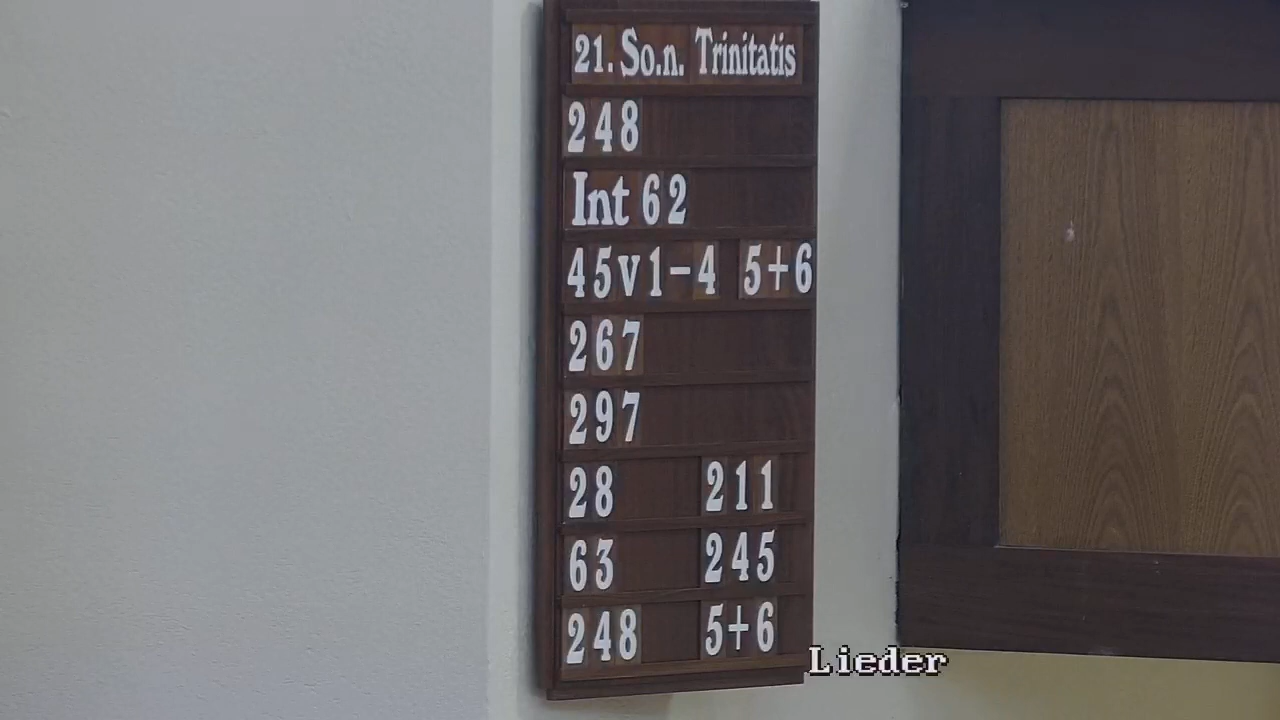 21. So.n. Trinitatis
248
Int 62
45v1-4 5+6
267
297
28 211
63 245
248 5+6
Lieder